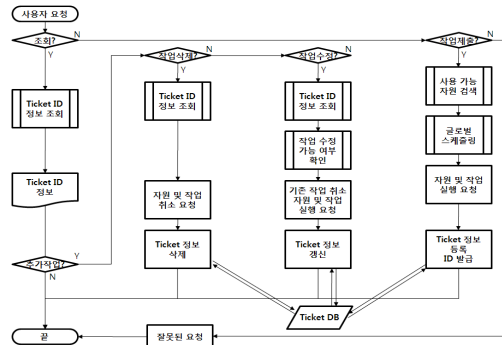 사용자 요청
조회?
N
Y
Ticket ID
정보 조회
Ticket ID
정보
추가작업?
Y
N
끝
작업삭제?
N
Y
Ticket ID
정보 조회
자원 및 작업
취소 요청
Ticket 정보
삭제
잘못된 요청
작업수정?
N
Y
Ticket ID
정보 조회
작업 수정
가능 여부
확인
기존 작업 취소
자원 및 작업
실행 요청
Ticket 정보
갱신
Ticket DB
작업제출?
N
Y
사용 가능
자원 검색
글로벌
스케줄링
자원 및 작업
실행 요청
Ticket 정보
등록
ID 발급